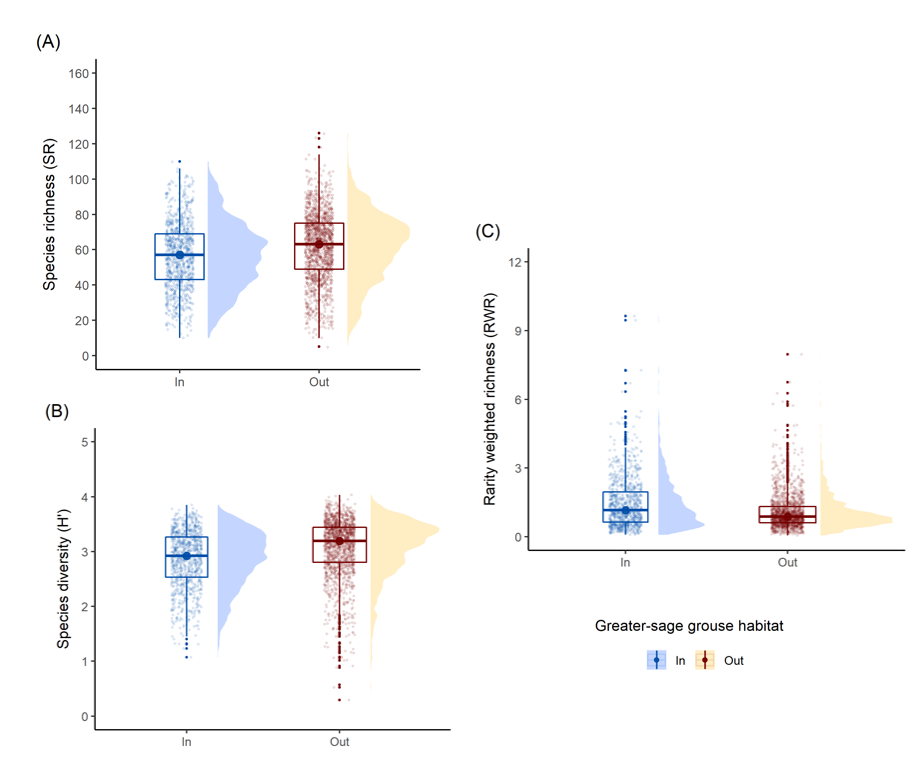 (A)
Species richness (SR)
160
140
120
100
80
60
40
20
0
In
Out
(B)
Species diversity (H')
5
4
3
2
1
0
In
Out
(C)
Rarity weighted richness (RWR)
12
9
6
3
0
In
Out
Greater-sage grouse habitat
In
Out